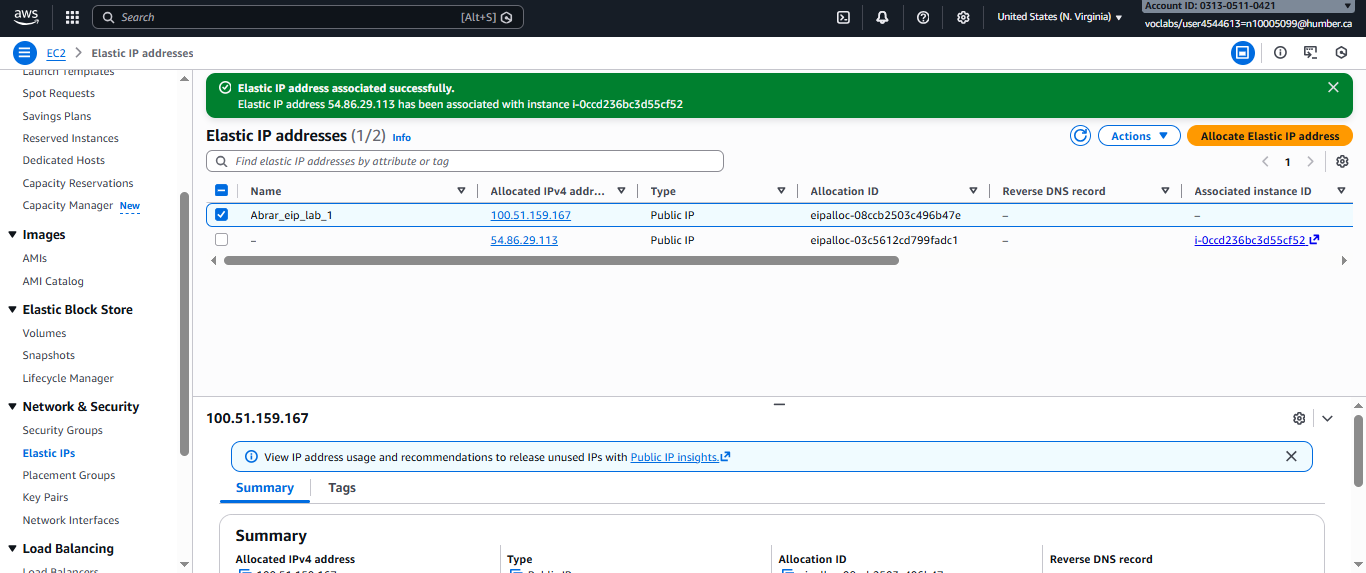 aws
Search [Alt+S]
United States (N. Virginia)
Account ID: 0313-0511-0421
voclabs/user4544613=n10005099@humber.ca
EC2 > Elastic IP addresses
Launch Templates
Spot Requests
Savings Plans
Reserved Instances
Dedicated Hosts
Capacity Reservations
Capacity Manager New
Images
AMIs
AMI Catalog
Elastic Block Store
Volumes
Snapshots
Lifecycle Manager
Network & Security
Security Groups
Elastic IPs
Placement Groups
Key Pairs
Network Interfaces
Load Balancing
Load Balancers
Elastic IP address associated successfully.
Elastic IP address 54.86.29.113 has been associated with instance i-0ccd236bc3d55cf52
Elastic IP addresses (1/2) Info
Actions
Allocate Elastic IP address
Find elastic IP addresses by attribute or tag
1
Name Allocated IPv4 addr... Type Allocation ID Reverse DNS record Associated instance ID
Abrar_eip_lab_1 100.51.159.167 Public IP eipalloc-08ccb2503c496b47e – –
– 54.86.29.113 Public IP eipalloc-03c5612cd799fadc1 – i-0ccd236bc3d55cf52
100.51.159.167
View IP address usage and recommendations to release unused IPs with Public IP insights.
Summary Tags
Summary
Allocated IPv4 address Type Allocation ID Reverse DNS record